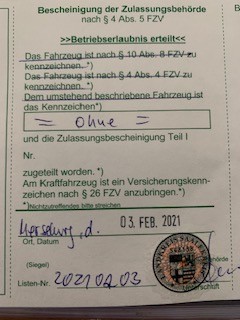 Bescheinigung der Zulassungsbehörde
nach § 4 Abs. 5 FZV
>>Betriebserlaubnis erteilt<<
Das Fahrzeug ist nach § 10 Abs. 8 FZV zu
kennzeichnen. *)
Das Fahrzeug ist nach § 4 Abs. 4 FZV zu
kennzeichnen. *)
Dem umstehend beschriebene Fahrzeug ist
das Kennzeichen*)
= ohne =
und die Zulassungsbescheinigung Teil I
Nr.
zugeteilt worden. *)
Am Kraftfahrzeug ist ein Versicherungskenn-
zeichen nach § 26 FZV anzubringen.*)
*)Nichtzutreffendes bitte streichen
Merseburg, d. 03. FEB. 2021
Ort, Datum
(Siegel)
Listen-Nr. 20210203